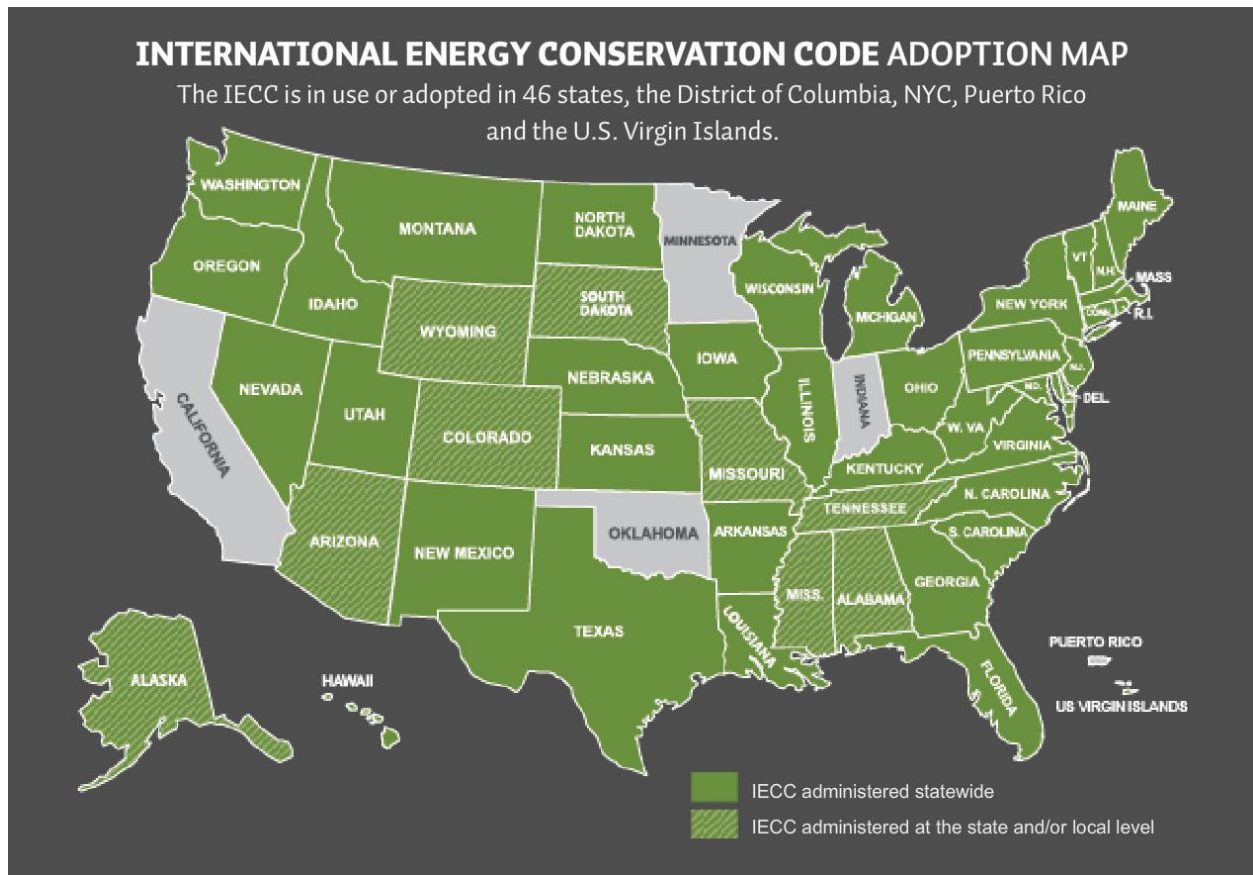 INTERNATIONAL ENERGY CONSERVATION CODE ADOPTION MAP
The IECC is in use or adopted in 46 states, the District of Columbia, NYC, Puerto Rico
and the U.S. Virgin Islands.
WASHINGTON
OREGON
IDAHO
MONTANA
NORTH
DAKOTA
MINNESOTA
SOUTH
DAKOTA
WYOMING
WISCONSIN
MICHIGAN
MAINE
VT
N.H.
MASS
NEW YORK
CONN
R.I.
CALIFORNIA
NEVADA
UTAH
COLORADO
NEBRASKA
IOWA
ILLINOIS
INDIANA
OHIO
PENNSYLVANIA
N.J.
MD.
DEL.
W. VA
VIRGINIA
KANSAS
MISSOURI
KENTUCKY
ARIZONA
NEW MEXICO
OKLAHOMA
ARKANSAS
TENNESSEE
N. CAROLINA
S. CAROLINA
GEORGIA
ALABAMA
MISS.
LOUISIANA
TEXAS
FLORIDA
ALASKA
HAWAII
PUERTO RICO
US VIRGIN ISLANDS
IECC administered statewide
IECC administered at the state and/or local level